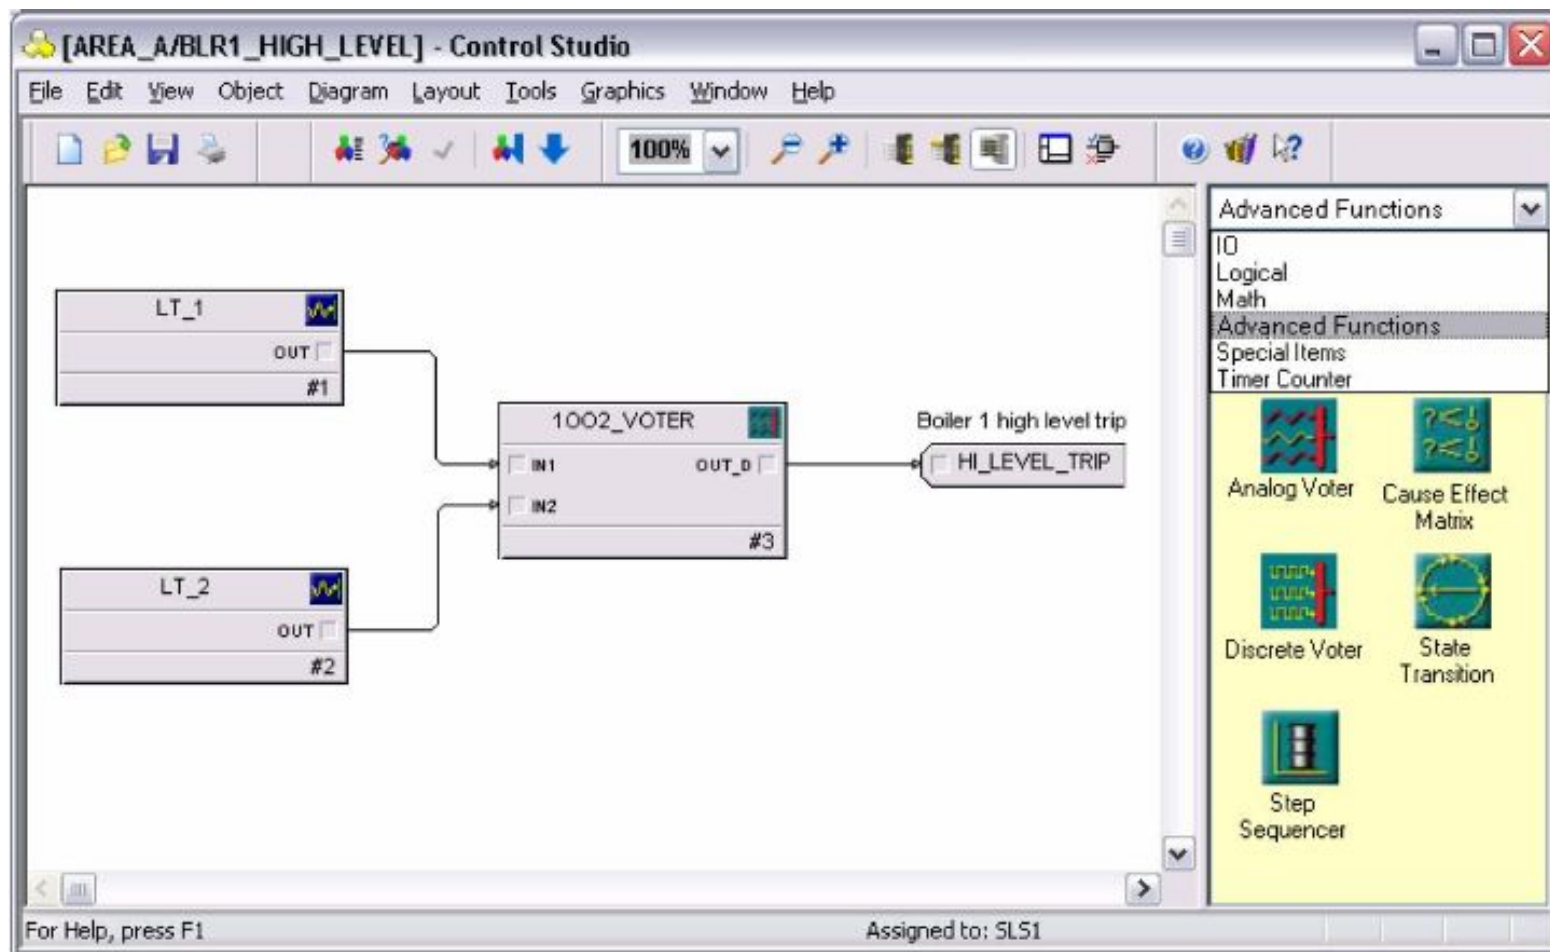 [AREA_A/BLR1_HIGH_LEVEL] - Control Studio
File Edit View Object Diagram Layout Tools Graphics Window Help
100%
Advanced Functions
IO
Logical
Math
Advanced Functions
Special Items
Timer Counter
LT_1
OUT
#1
1OO2_VOTER
IN1 OUT_D
IN2
#3
Boiler 1 high level trip
HI_LEVEL_TRIP
LT_2
OUT
#2
Analog Voter
Cause Effect
Matrix
Discrete Voter
State
Transition
Step
Sequencer
For Help, press F1
Assigned to: SLS1